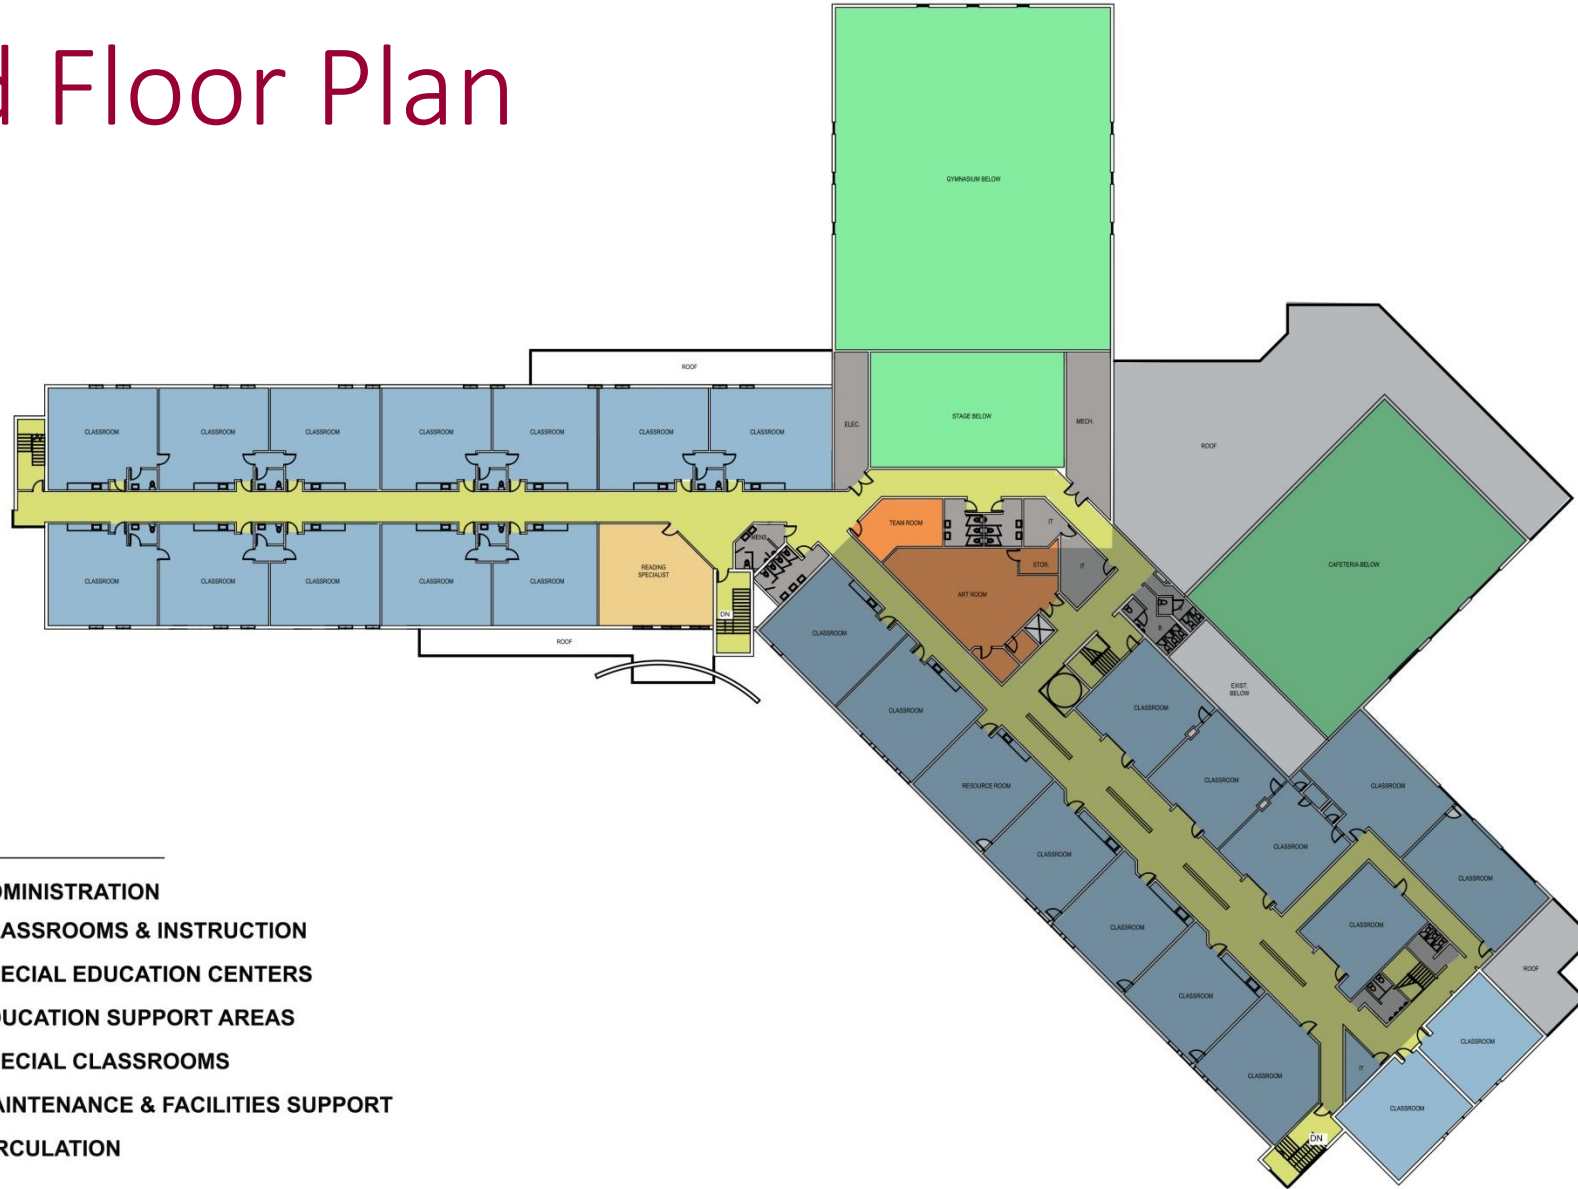 d Floor Plan
GYMNASIUM BELOW
ROOF
STAGE BELOW
ELEC.
MECH.
ROOF
CLASSROOM
CLASSROOM
CLASSROOM
CLASSROOM
CLASSROOM
CLASSROOM
CLASSROOM
TEAM ROOM
IT
MENS
STOR.
IT
ART ROOM
CAFETERIA BELOW
CLASSROOM
CLASSROOM
CLASSROOM
CLASSROOM
CLASSROOM
READING
SPECIALIST
DN
ROOF
CLASSROOM
B
EXIST.
BELOW
CLASSROOM
CLASSROOM
RESOURCE ROOM
CLASSROOM
CLASSROOM
CLASSROOM
CLASSROOM
CLASSROOM
CLASSROOM
CLASSROOM
CLASSROOM
ROOF
CLASSROOM
CLASSROOM
IT
CLASSROOM
CLASSROOM
DN
DMINISTRATION
ASSROOMS & INSTRUCTION
ECIAL EDUCATION CENTERS
UCATION SUPPORT AREAS
ECIAL CLASSROOMS
AINTENANCE & FACILITIES SUPPORT
RCULATION